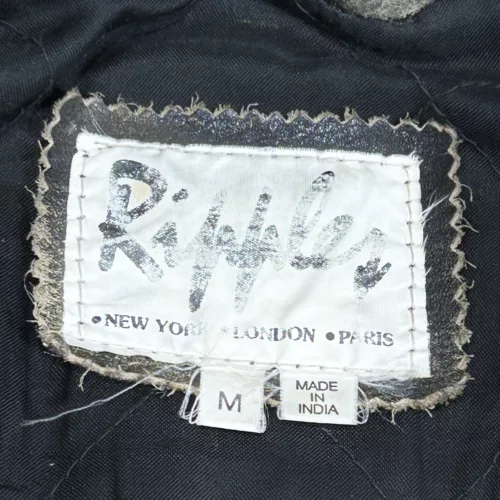 Ripples
• NEW YORK • LONDON • PARIS
M
MADE
IN
INDIA